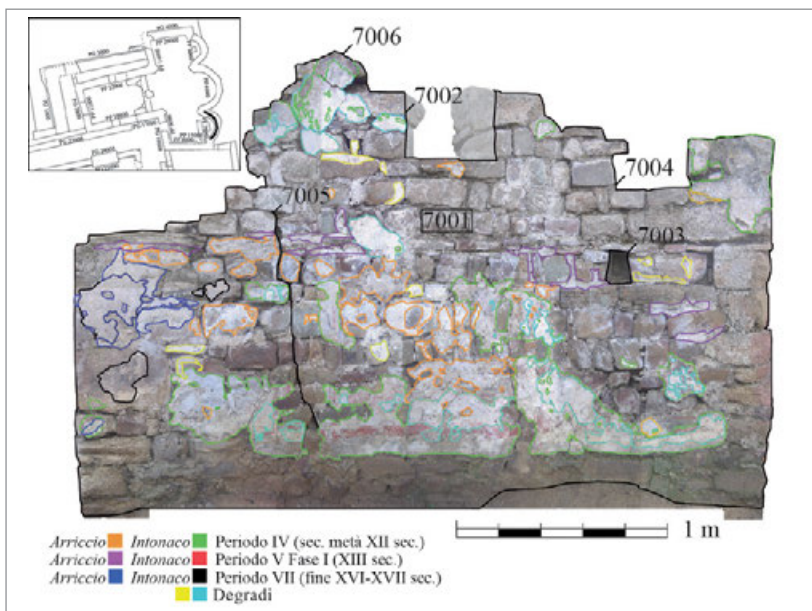 7006
7002
7004
7005
7001
7003
Arriccio Intonaco Periodo IV (sec. metà XII sec.)
Arriccio Intonaco Periodo V Fase I (XIII sec.)
Arriccio Intonaco Periodo VII (fine XVI-XVII sec.)
Degradi
1 m